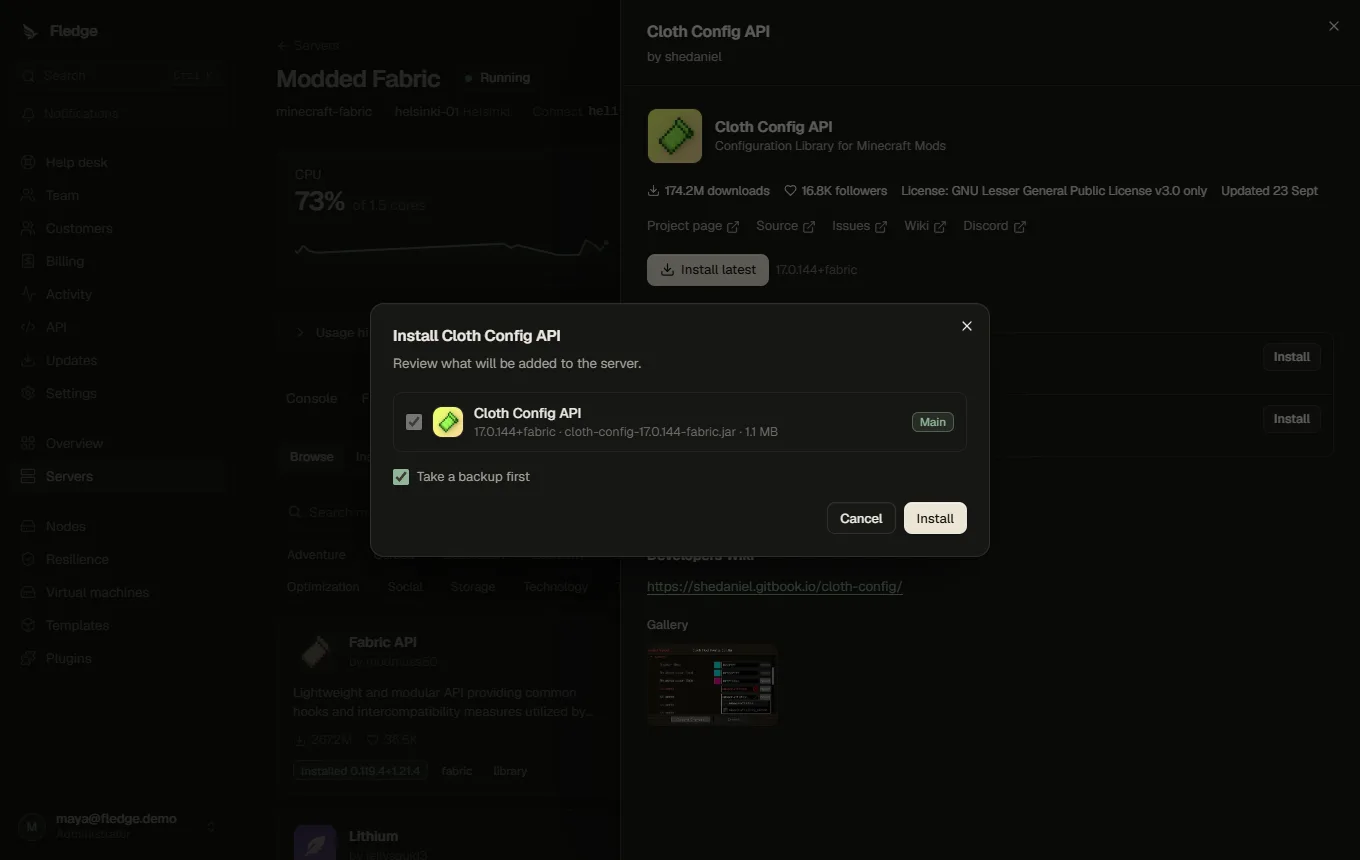 Fledge
Search
Ctrl K
Notifications
Help desk
Team
Customers
Billing
Activity
API
Updates
Settings
Overview
Servers
Nodes
Resilience
Virtual machines
Templates
Plugins
M
maya@fledge.demo
Administrator
Servers
Modded Fabric
Running
minecraft-fabric
helsinki-01 Helsinki
Connect
CPU
73% of 1.5 cores
Console
Browse
Adventure
Optimization
Social
Storage
Technology
Fabric API
Lightweight and modular API providing common
hooks and intercompatibility measures utilized by...
Installed 0.119.4+1.21.4
fabric
library
Lithium
Cloth Config API
by shedaniel
Cloth Config API
Configuration Library for Minecraft Mods
174.2M downloads
16.8K followers
License: GNU Lesser General Public License v3.0 only
Updated 23 Sept
Project page
Source
Issues
Wiki
Discord
Install latest
17.0.144+fabric
Install
Install
Install Cloth Config API
Review what will be added to the server.
Cloth Config API
17.0.144+fabric · cloth-config-17.0.144-fabric.jar · 1.1 MB
Main
Take a backup first
Cancel
Install
Developers Wiki
https://shedaniel.gitbook.io/cloth-config/
Gallery